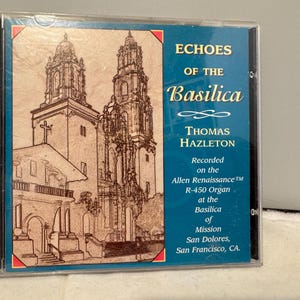 ECHOES
OF THE
Basilica
THOMAS
HAZLETON
Recorded
on the
Allen Renaissance™
R-450 Organ
at the
Basilica
of
Mission
San Dolores,
San Francisco, CA.